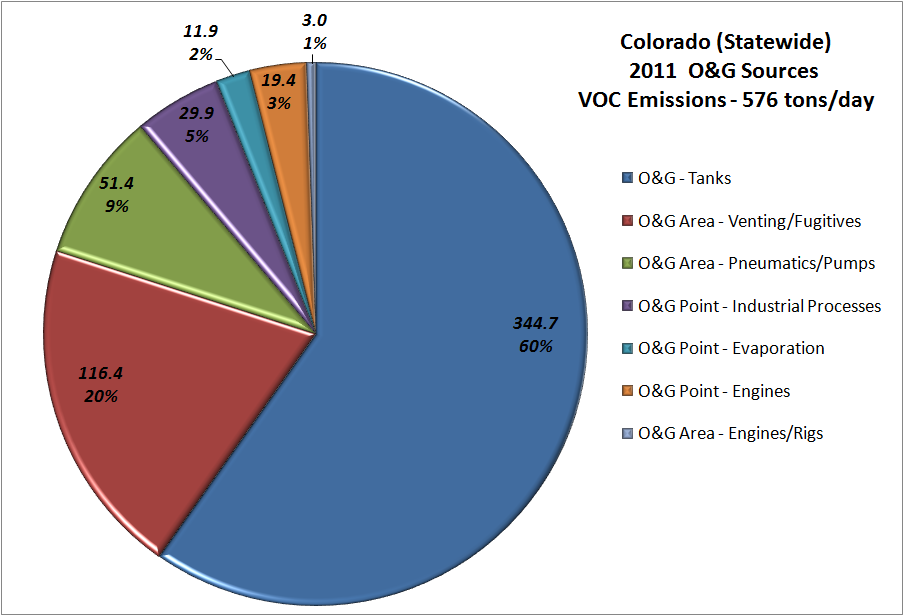 Colorado (Statewide)
2011 O&G Sources
VOC Emissions - 576 tons/day
3.0
1%
11.9
2%
19.4
3%
29.9
5%
51.4
9%
116.4
20%
344.7
60%
O&G - Tanks
O&G Area - Venting/Fugitives
O&G Area - Pneumatics/Pumps
O&G Point - Industrial Processes
O&G Point - Evaporation
O&G Point - Engines
O&G Area - Engines/Rigs